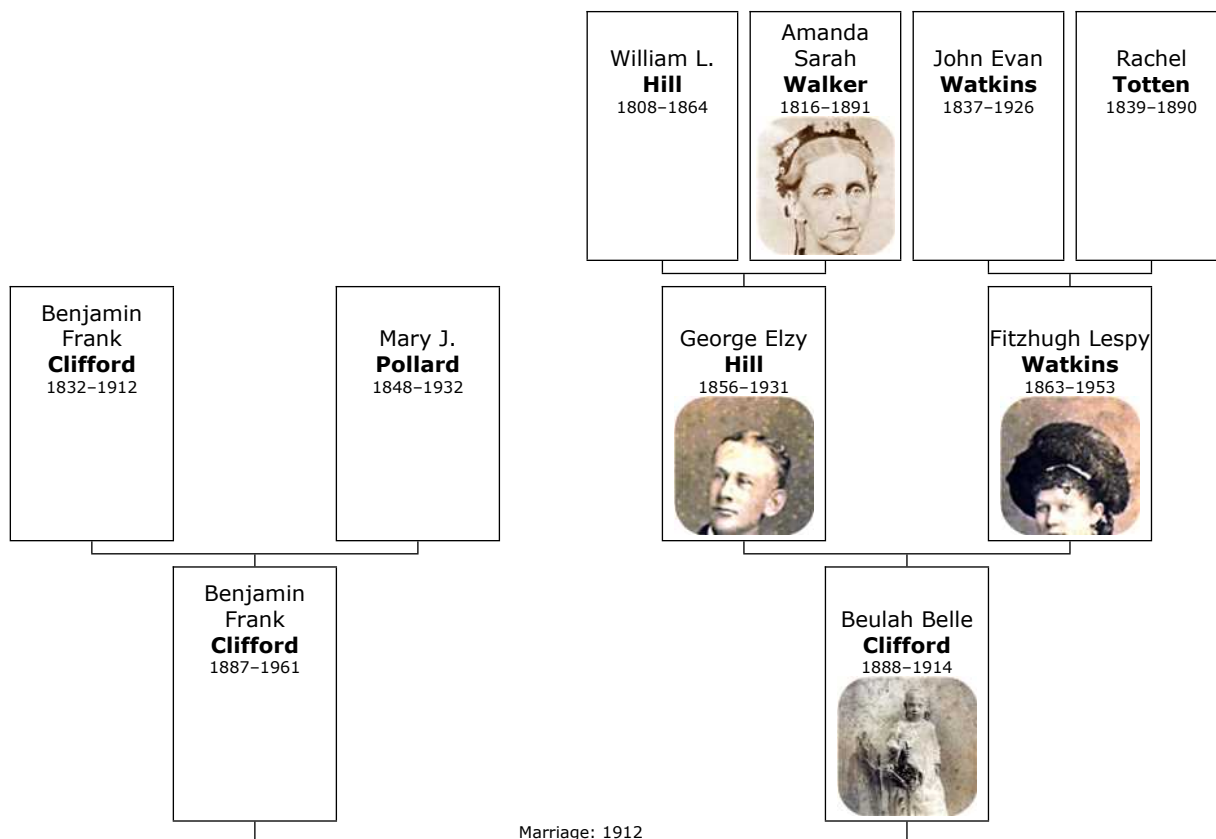 William L.
Hill
1808–1864
Amanda
Sarah
Walker
1816–1891
John Evan
Watkins
1837–1926
Rachel
Totten
1839–1890
Benjamin
Frank
Clifford
1832–1912
Mary J.
Pollard
1848–1932
George Elzy
Hill
1856–1931
Fitzhugh Lespy
Watkins
1863–1953
Benjamin
Frank
Clifford
1887–1961
Beulah Belle
Clifford
1888–1914
Marriage: 1912